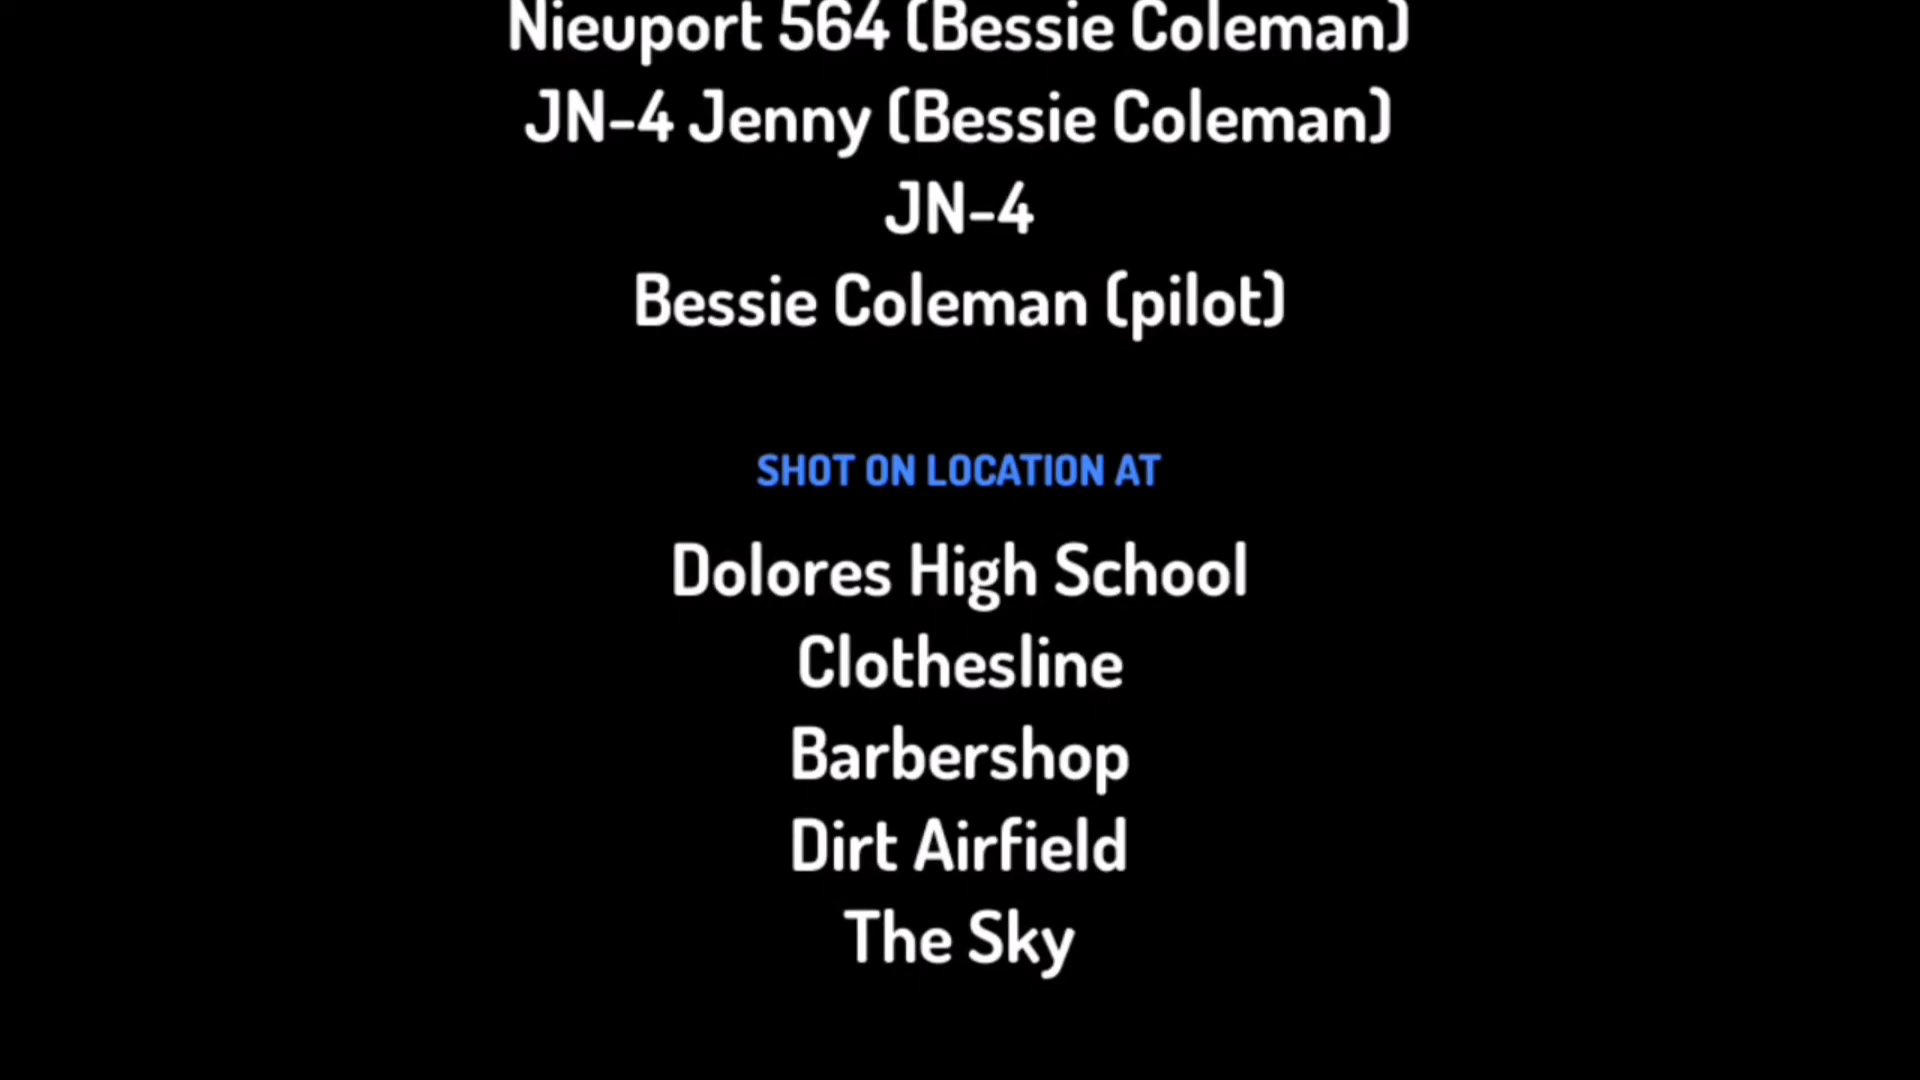 Nieuport 564 (Bessie Coleman)
JN-4 Jenny (Bessie Coleman)
JN-4
Bessie Coleman (pilot)
SHOT ON LOCATION AT
Dolores High School
Clothesline
Barbershop
Dirt Airfield
The Sky